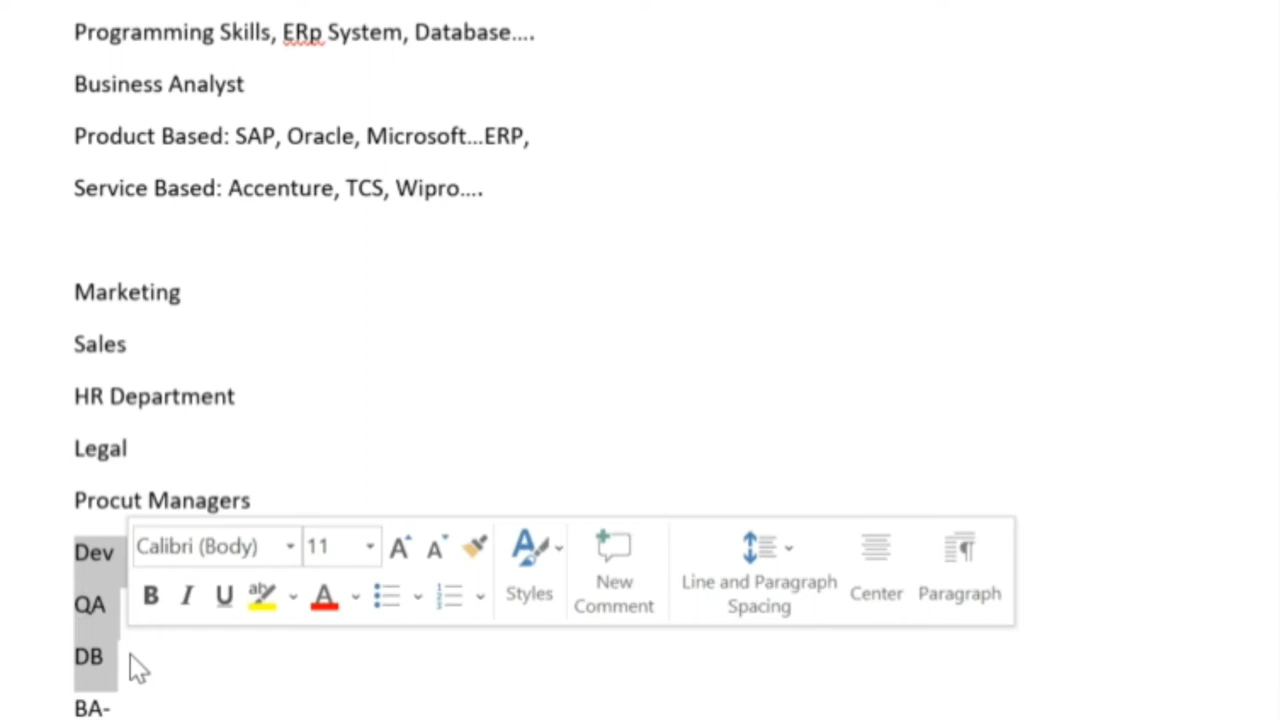 Programming Skills, ERp System, Database....
Business Analyst
Product Based: SAP, Oracle, Microsoft...ERP,
Service Based: Accenture, TCS, Wipro....
Marketing
Sales
HR Department
Legal
Procut Managers
Dev
Calibri (Body) 11 A A Styles New Comment Line and Paragraph Spacing Center Paragraph
B I U ab A
QA
DB
BA-